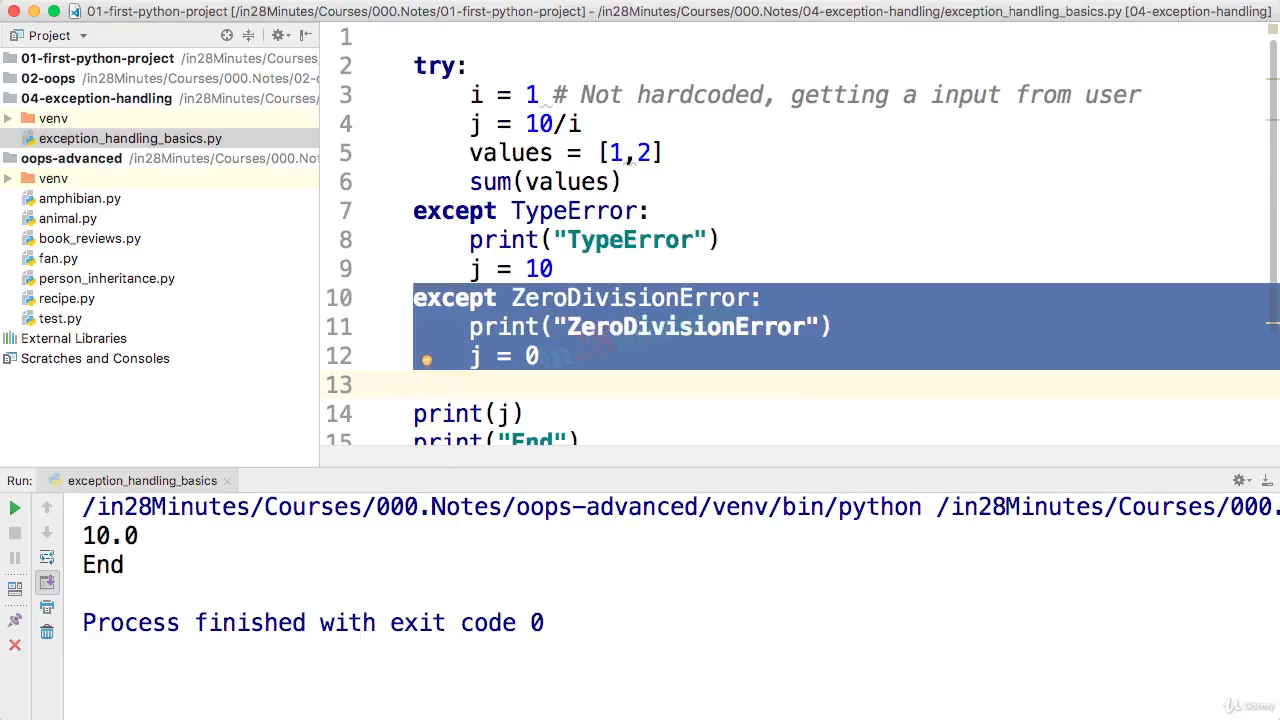 01-first-python-project [/in28Minutes/Courses/000.Notes/01-first-python-project] - /in28Minutes/Courses/000.Notes/04-exception-handling/exception_handling_basics.py [04-exception-handling]
Project
01-first-python-project /in28Minutes/Courses
02-oops /in28Minutes/Courses/000.Notes/02-
04-exception-handling /in28Minutes/Courses/
venv
exception_handling_basics.py
oops-advanced /in28Minutes/Courses/000.Not
venv
amphibian.py
animal.py
book_reviews.py
fan.py
person_inheritance.py
recipe.py
test.py
External Libraries
Scratches and Consoles
1
2 try:
3 i = 1 # Not hardcoded, getting a input from user
4 j = 10/i
5 values = [1,2]
6 sum(values)
7 except TypeError:
8 print("TypeError")
9 j = 10
10 except ZeroDivisionError:
11 print("ZeroDivisionError")
12 j = 0
13
14 print(j)
15 print("End")
Run: exception_handling_basics
/in28Minutes/Courses/000.Notes/oops-advanced/venv/bin/python /in28Minutes/Courses/000.
10.0
End
Process finished with exit code 0
Udemy